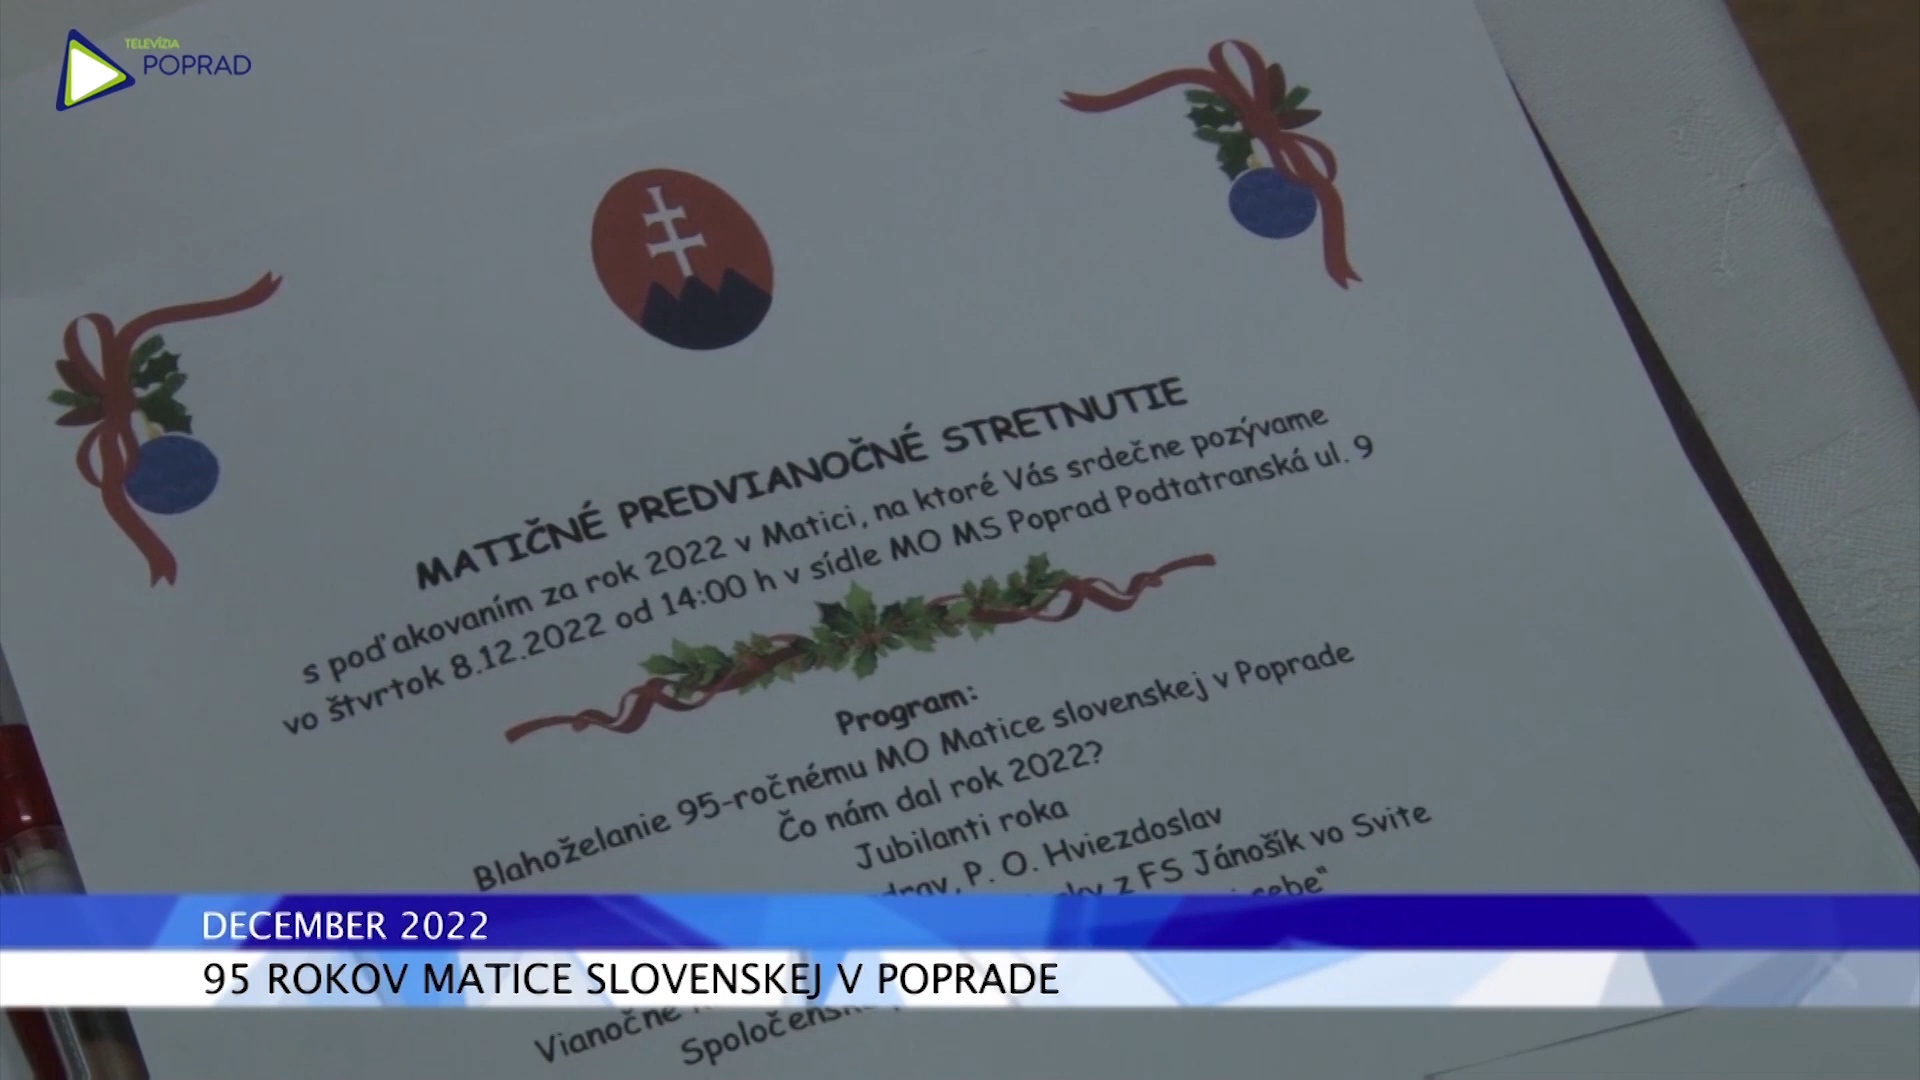 TELEVÍZIA
POPRAD
MATIČNÉ PREDVIANOČNÉ STRETNUTIE
s poďakovaním za rok 2022 v Matici, na ktoré Vás srdečne pozývame
vo štvrtok 8.12.2022 od 14:00 h v sídle MO MS Poprad Podtatranská ul. 9
Program:
Blahoželanie 95-ročnému MO Matice slovenskej v Poprade
Čo nám dal rok 2022?
Jubilanti roka
P. O. Hviezdoslav
z FS Jánošík vo Svite
sebe"
DECEMBER 2022
95 ROKOV MATICE SLOVENSKEJ V POPRADE
Vianočné